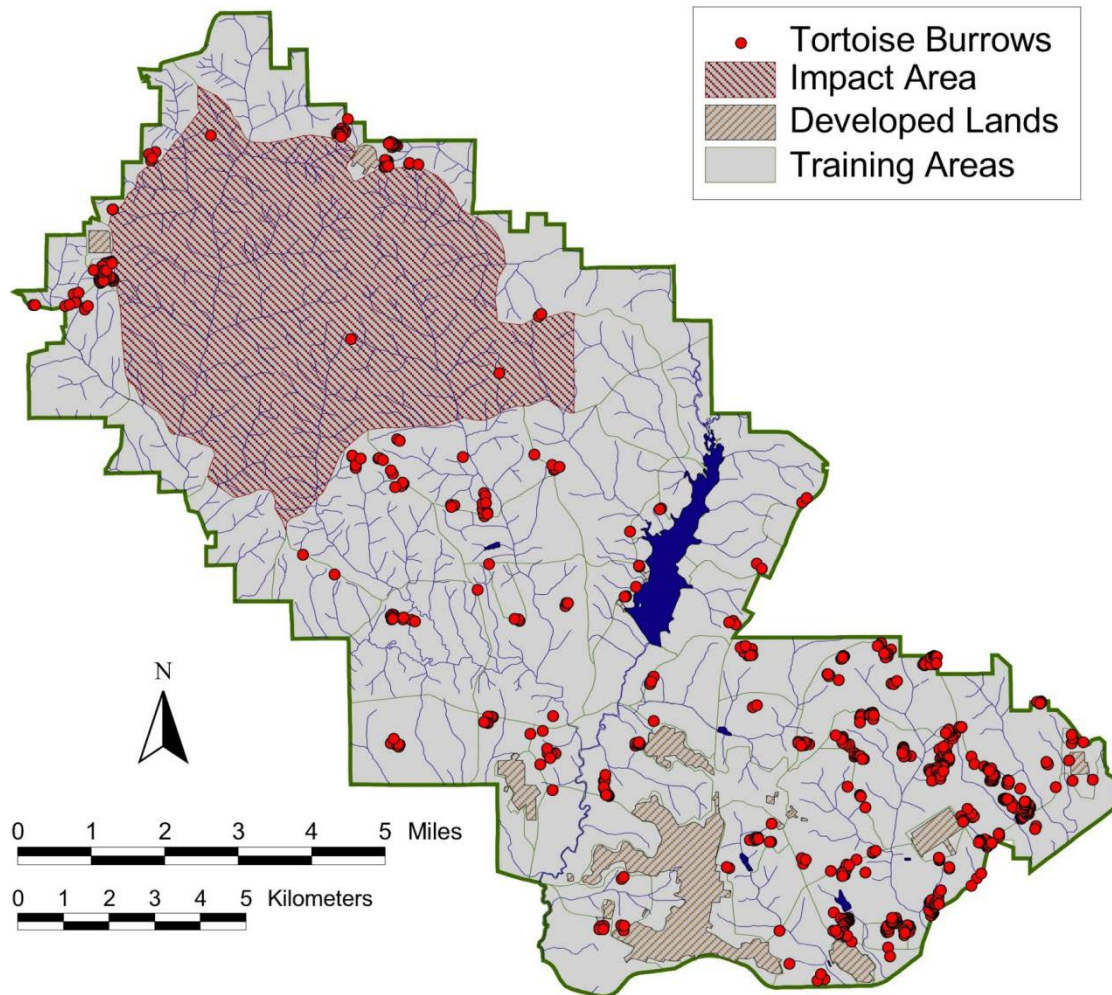 Tortoise Burrows
Impact Area
Developed Lands
Training Areas
N
0 1 2 3 4 5 Miles
0 1 2 3 4 5 Kilometers